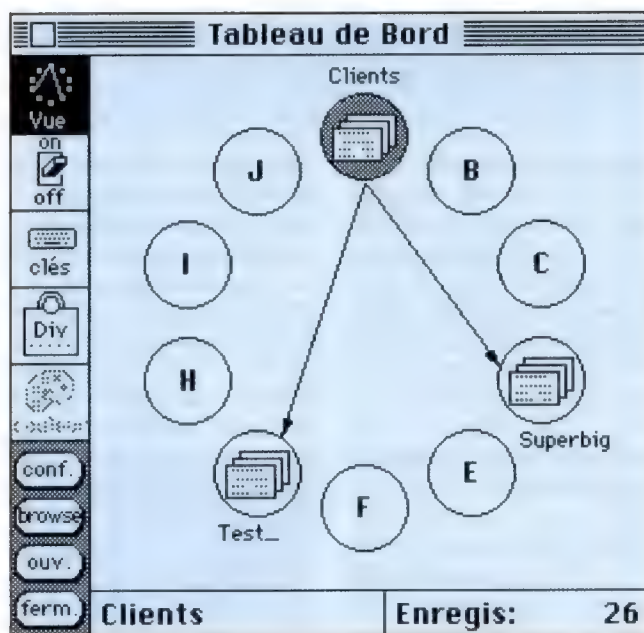 Tableau de Bord
Vue
on
off
clés
Div
conf.
browse
ouv.
ferm.
Clients
J
B
I
C
H
Superbig
E
Test_
F
Clients
Enregis: 26